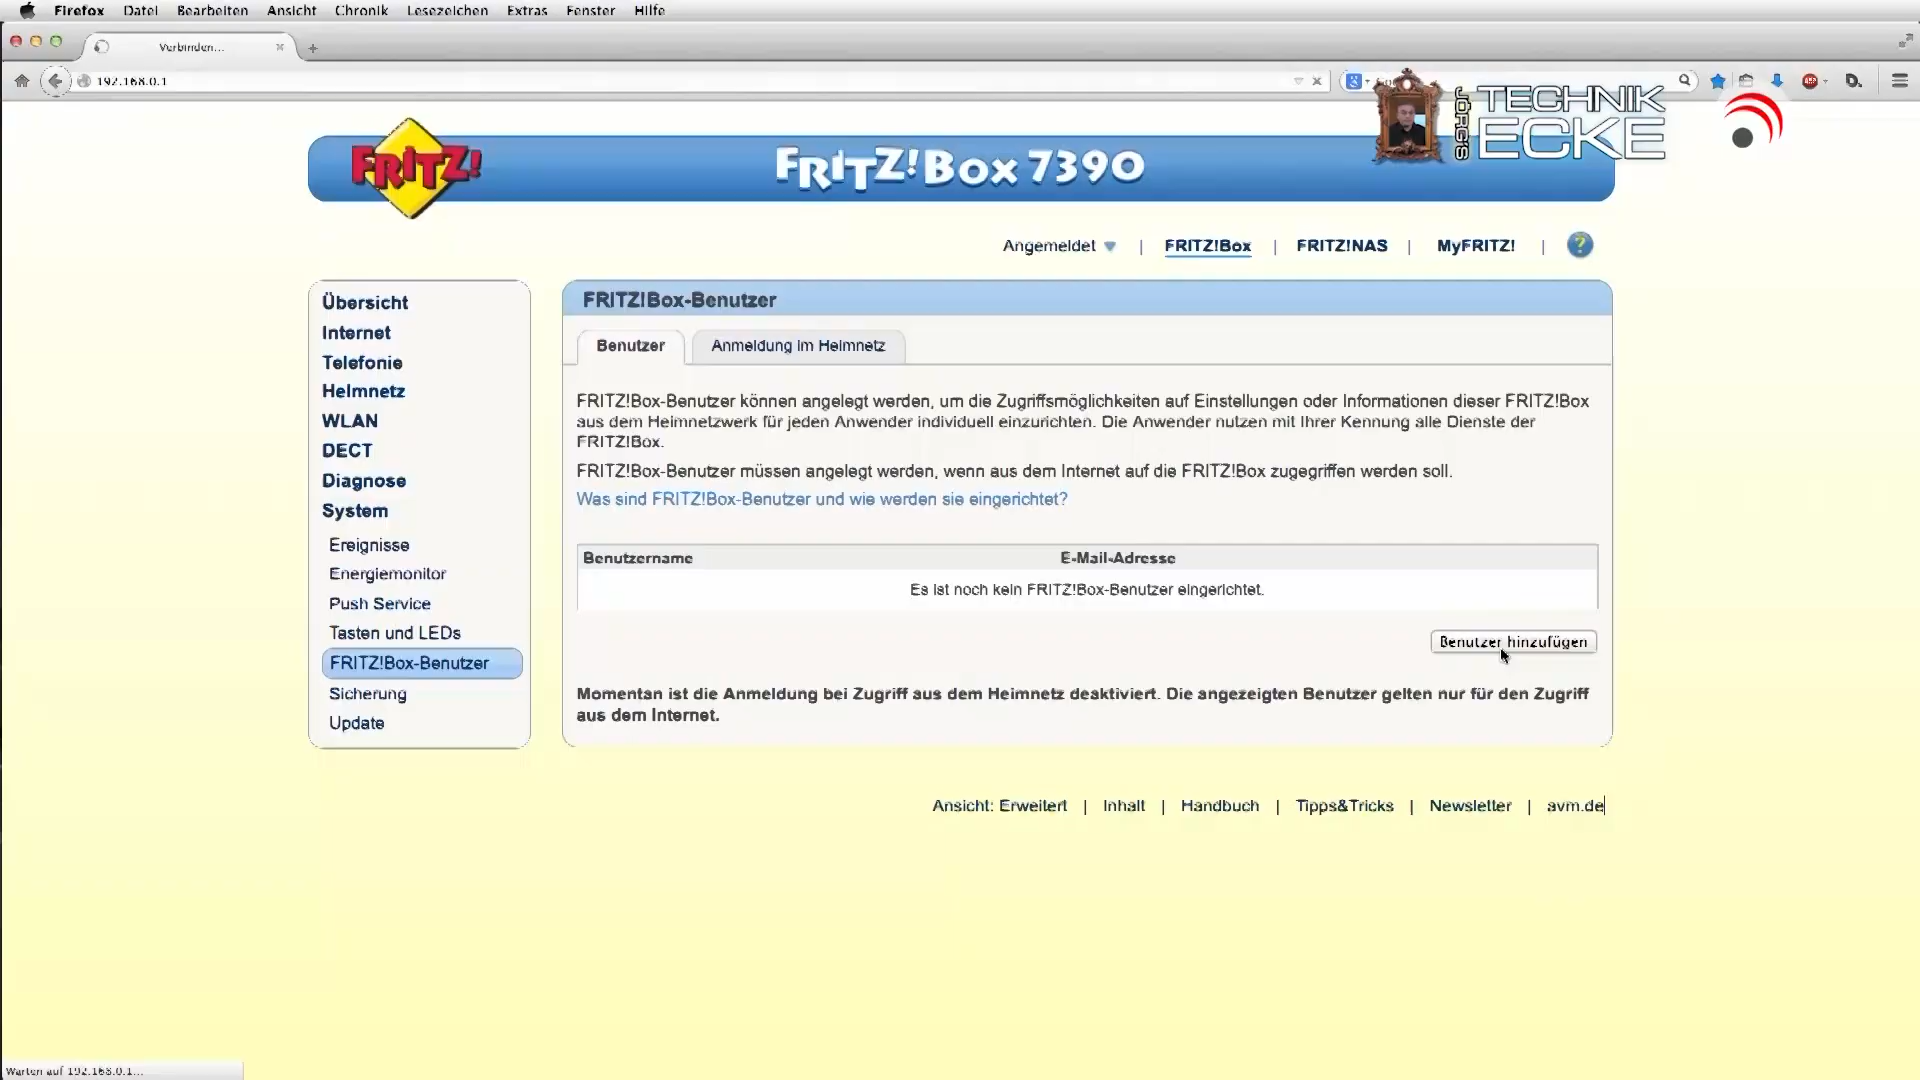 Firefox Datei Bearbeiten Ansicht Chronik Lesezeichen Extras Fenster Hilfe
Verbinden...
192.168.0.1
JÖRGS TECHNIK ECKE
FRITZ! FRITZ!Box 7390
Angemeldet | FRITZ!Box | FRITZ!NAS | MyFRITZ! | ?
Übersicht
Internet
Telefonie
Heimnetz
WLAN
DECT
Diagnose
System
Ereignisse
Energiemonitor
Push Service
Tasten und LEDs
FRITZ!Box-Benutzer
Sicherung
Update
FRITZ!Box-Benutzer
Benutzer Anmeldung im Heimnetz
FRITZ!Box-Benutzer können angelegt werden, um die Zugriffsmöglichkeiten auf Einstellungen oder Informationen dieser FRITZ!Box
aus dem Heimnetzwerk für jeden Anwender individuell einzurichten. Die Anwender nutzen mit Ihrer Kennung alle Dienste der
FRITZ!Box.
FRITZ!Box-Benutzer müssen angelegt werden, wenn aus dem Internet auf die FRITZ!Box zugegriffen werden soll.
Was sind FRITZ!Box-Benutzer und wie werden sie eingerichtet?
Benutzername E-Mail-Adresse
Es ist noch kein FRITZ!Box-Benutzer eingerichtet.
Benutzer hinzufügen
Momentan ist die Anmeldung bei Zugriff aus dem Heimnetz deaktiviert. Die angezeigten Benutzer gelten nur für den Zugriff
aus dem Internet.
Ansicht: Erweitert | Inhalt | Handbuch | Tipps&Tricks | Newsletter | avm.de
Warten auf 192.168.0.1...